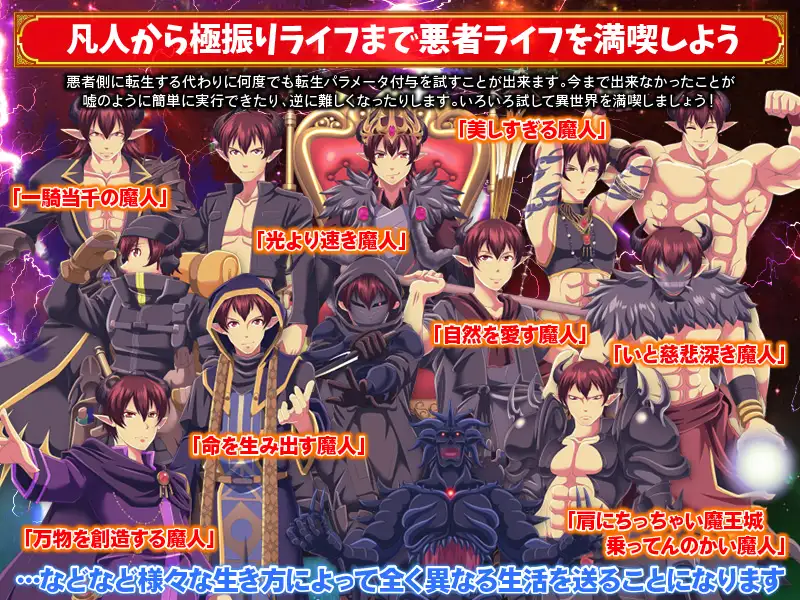 凡人から極振りライフまで悪者ライフを満喫しよう
悪者側に転生する代わりに何度でも転生パラメータ付与を試すことが出来ます。今まで出来なかったことが
嘘のように簡単に実行できたり、逆に難しくなったりします。いろいろ試して異世界を満喫しましょう！
「美しすぎる魔人」
「一騎当千の魔人」
「光より速き魔人」
「自然を愛す魔人」
「いと慈悲深き魔人」
「命を生み出す魔人」
「万物を創造する魔人」
「肩にちっちゃい魔王城
乗ってんのかい魔人」
…などなど様々な生き方によって全く異なる生活を送ることになります